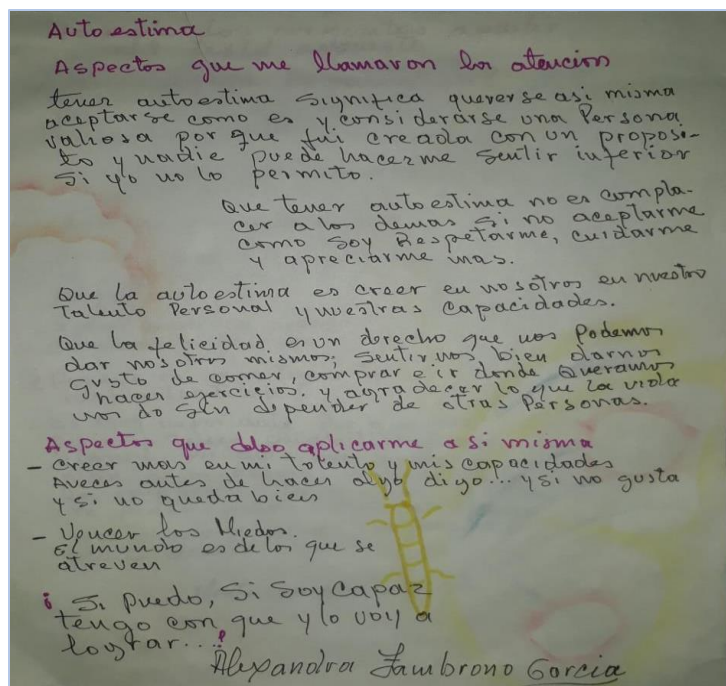 Autoestima
Aspectos que me llamaron la atencion
tener autoestima significa quererse asi misma
aceptarse como es y considerarse una Persona
valiosa por que fui creada con un proposi-
to y nadie puede hacerme sentir inferior
si yo no lo permito.
Que tener autoestima no es compla-
cer a los demas si no aceptarme
como soy Respetarme, cuidarme
y apreciarme mas.
Que la autoestima es creer en nosotros en nuestro
Talento Personal y nuestras capacidades.
Que la felicidad es un derecho que nos Podemos
dar nosotros mismos; sentirnos bien darnos
gusto de comer, comprar e ir donde Queramos
hacer ejercicios. y agradecer lo que la vida
nos da sin depender de otras Personas.
Aspectos que debo aplicarme a si misma
- creer mas en mi Talento y mis capacidades
Aveces antes de hacer algo digo... y si no gusta
y si no queda bien
- Vencer los Miedos.
El mundo es de los que se
atreven
¡ Si puedo, Si Soy Capaz
tengo con que y lo voy a
lograr...!
Alexandra Zambrano Garcia